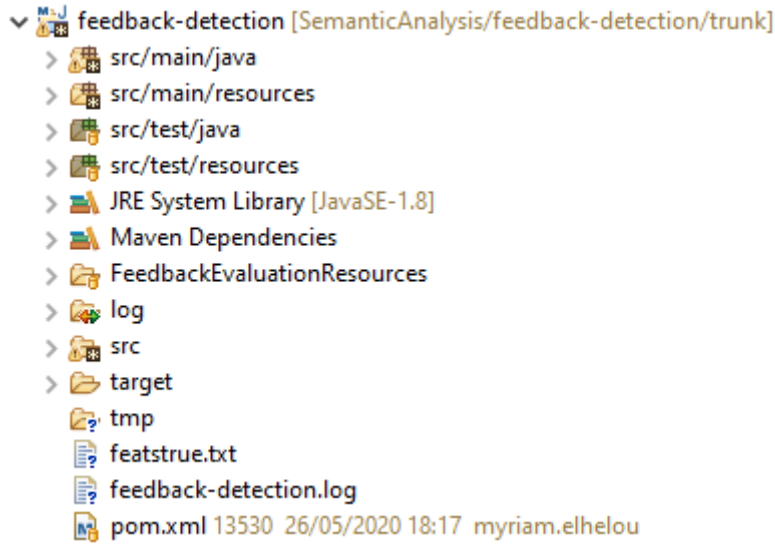 feedback-detection [SemanticAnalysis/feedback-detection/trunk]
src/main/java
src/main/resources
src/test/java
src/test/resources
JRE System Library [JavaSE-1.8]
Maven Dependencies
FeedbackEvaluationResources
log
src
target
tmp
featstrue.txt
feedback-detection.log
pom.xml 13530 26/05/2020 18:17 myriam.elhelou